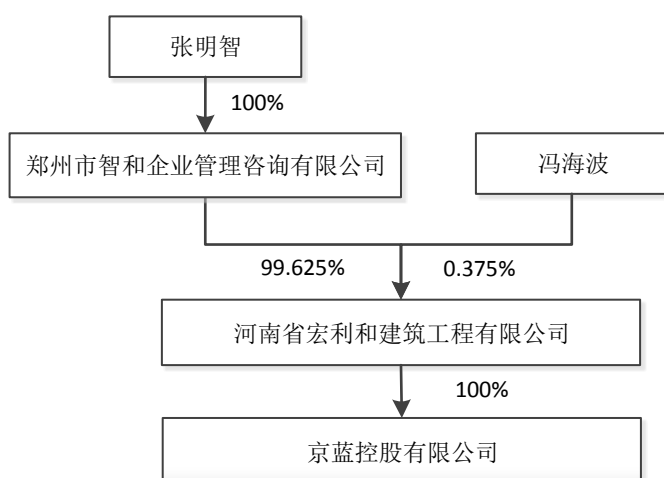 张明智
100%
郑州市智和企业管理咨询有限公司
冯海波
99.625%
0.375%
河南省宏利和建筑工程有限公司
100%
京蓝控股有限公司